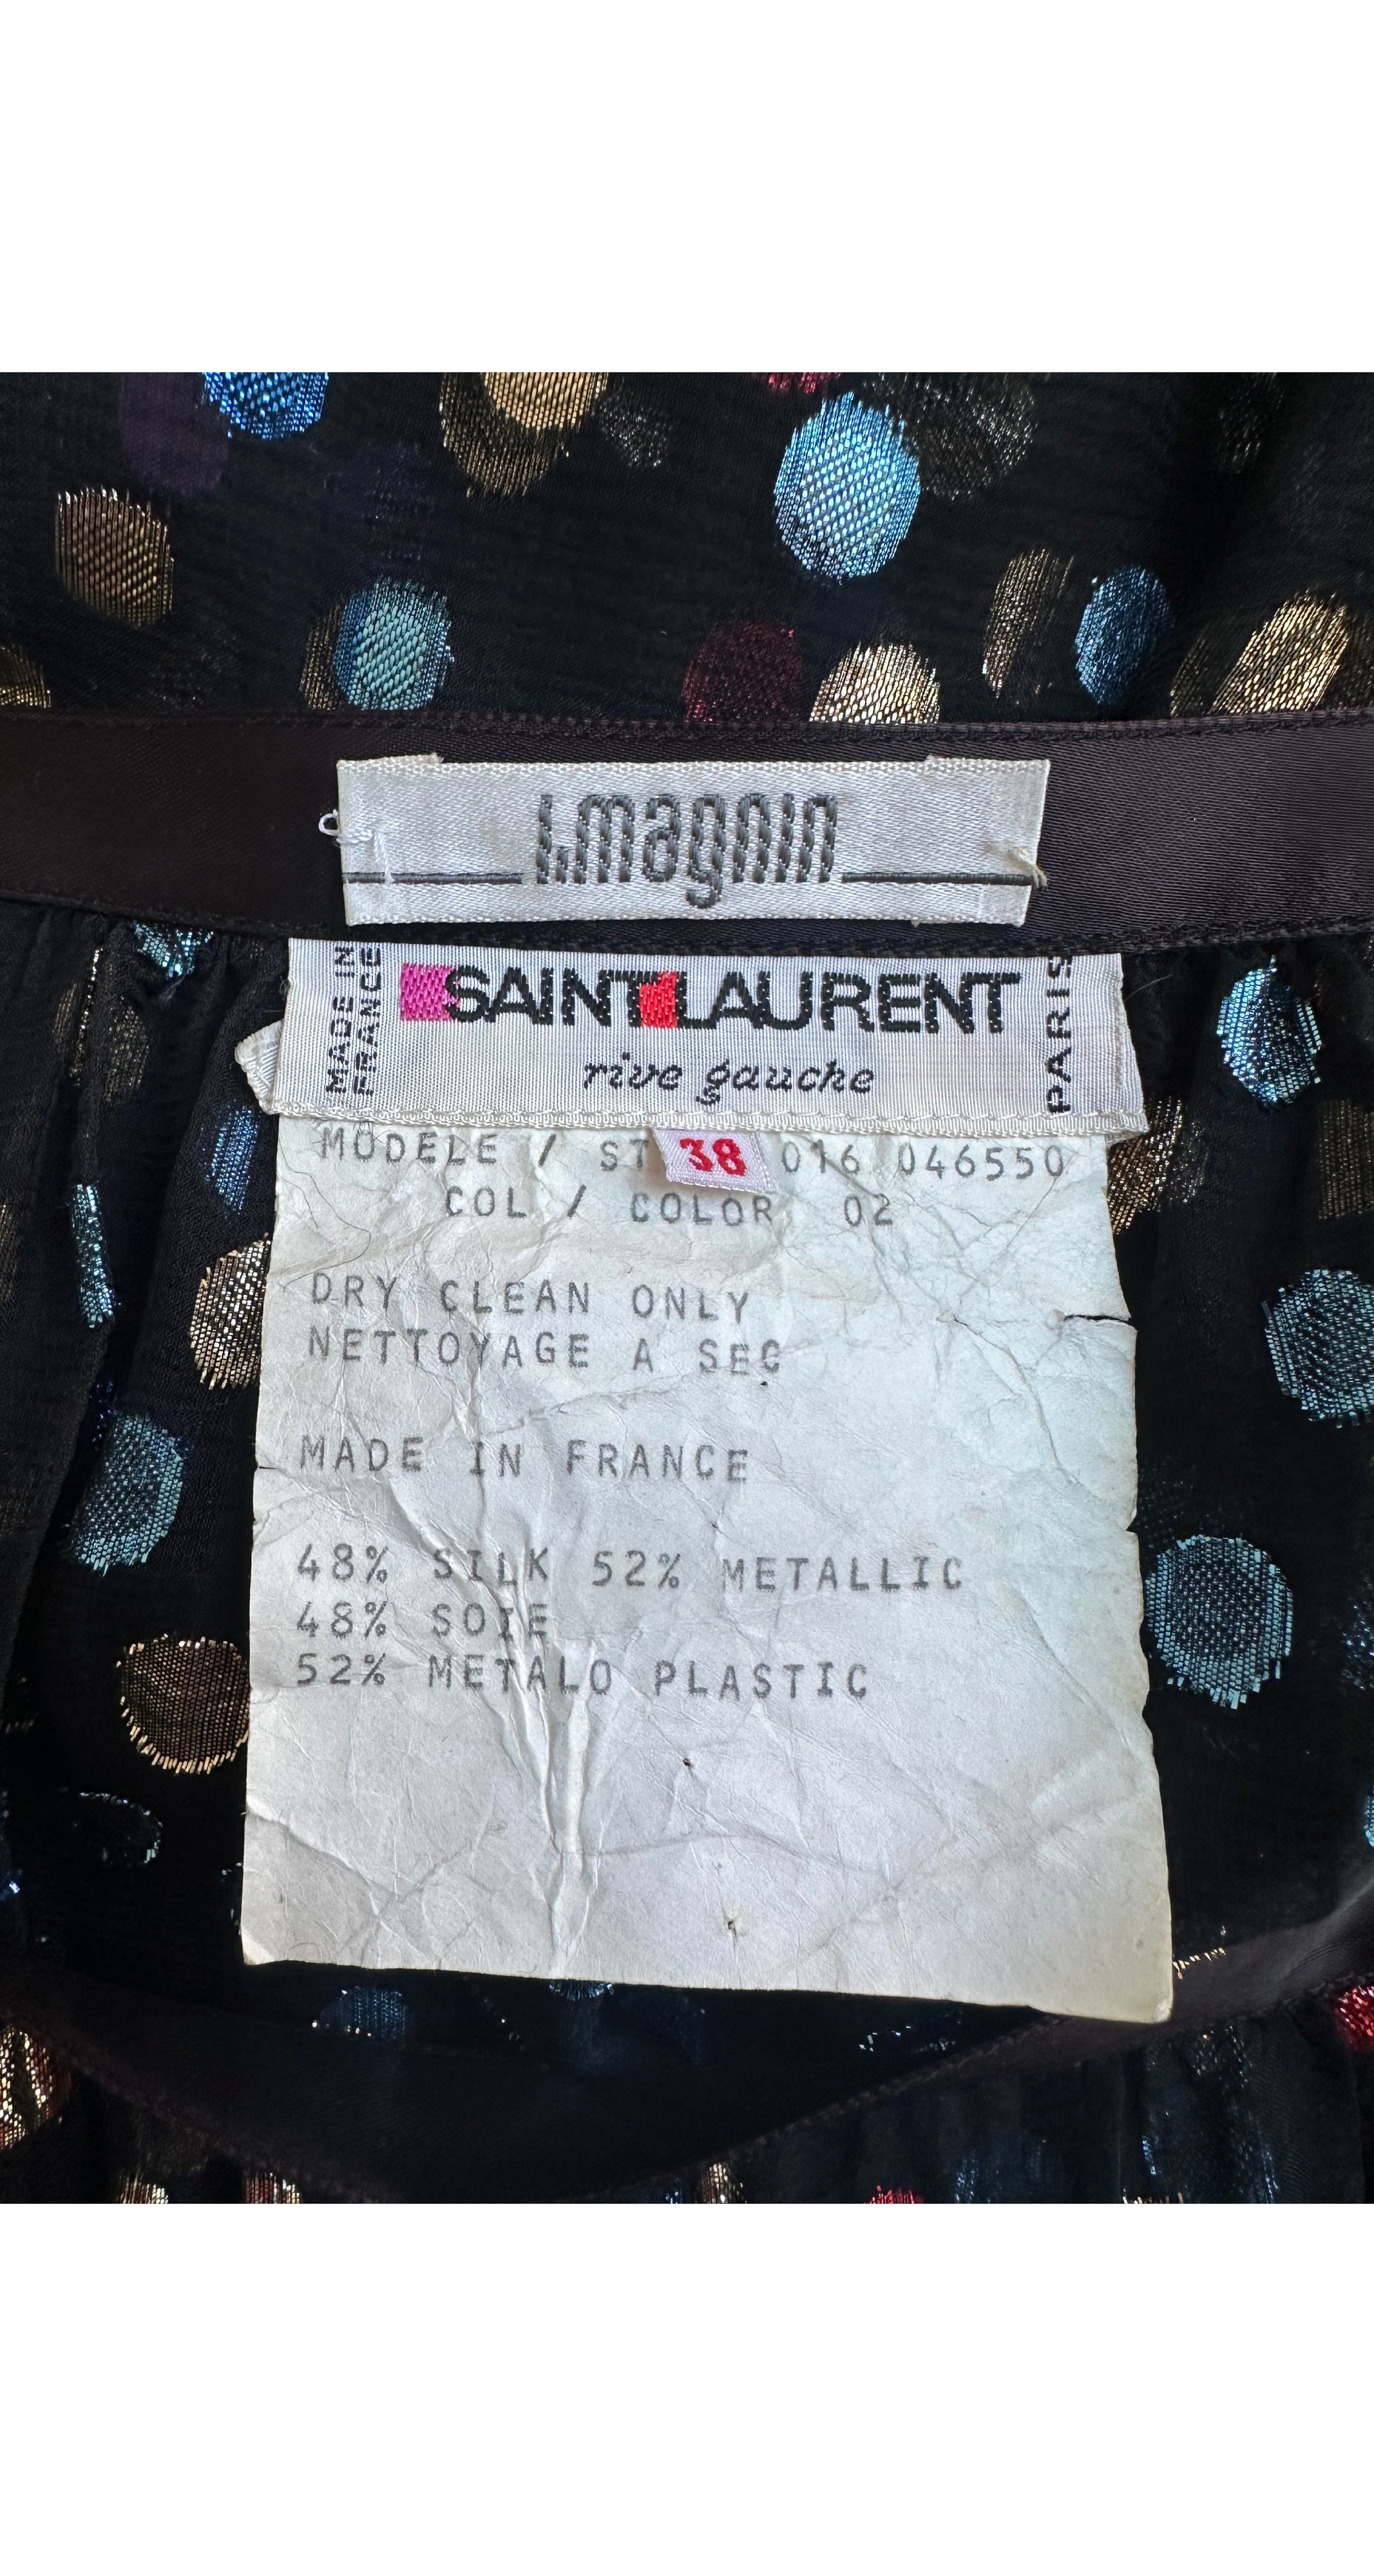 I. magnin
MADE IN
FRANCE
SAINT LAURENT
rive gauche
PARIS
38
MODELE / ST 016 046550
COL / COLOR 02
DRY CLEAN ONLY
NETTOYAGE A SEC
MADE IN FRANCE
48% SILK 52% METALLIC
48% SOIE
52% METALO PLASTIC